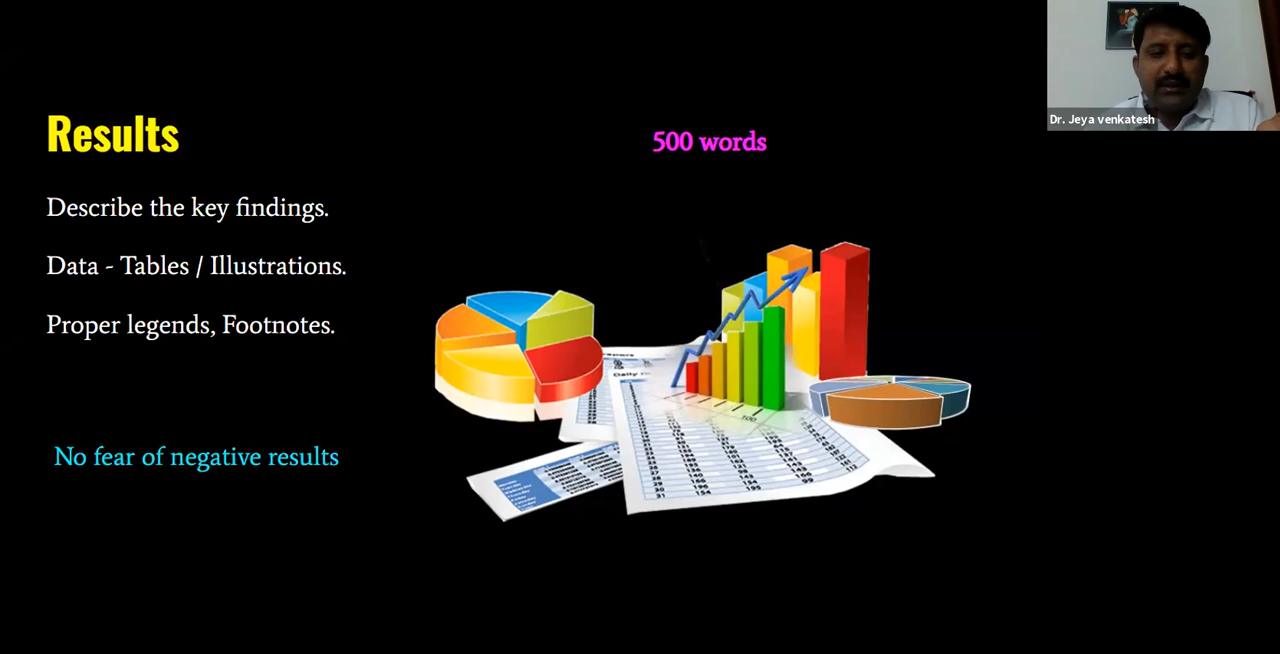 Results
500 words
Describe the key findings.
Data - Tables / Illustrations.
Proper legends, Footnotes.
No fear of negative results
Dr. Jeya venkatesh
100